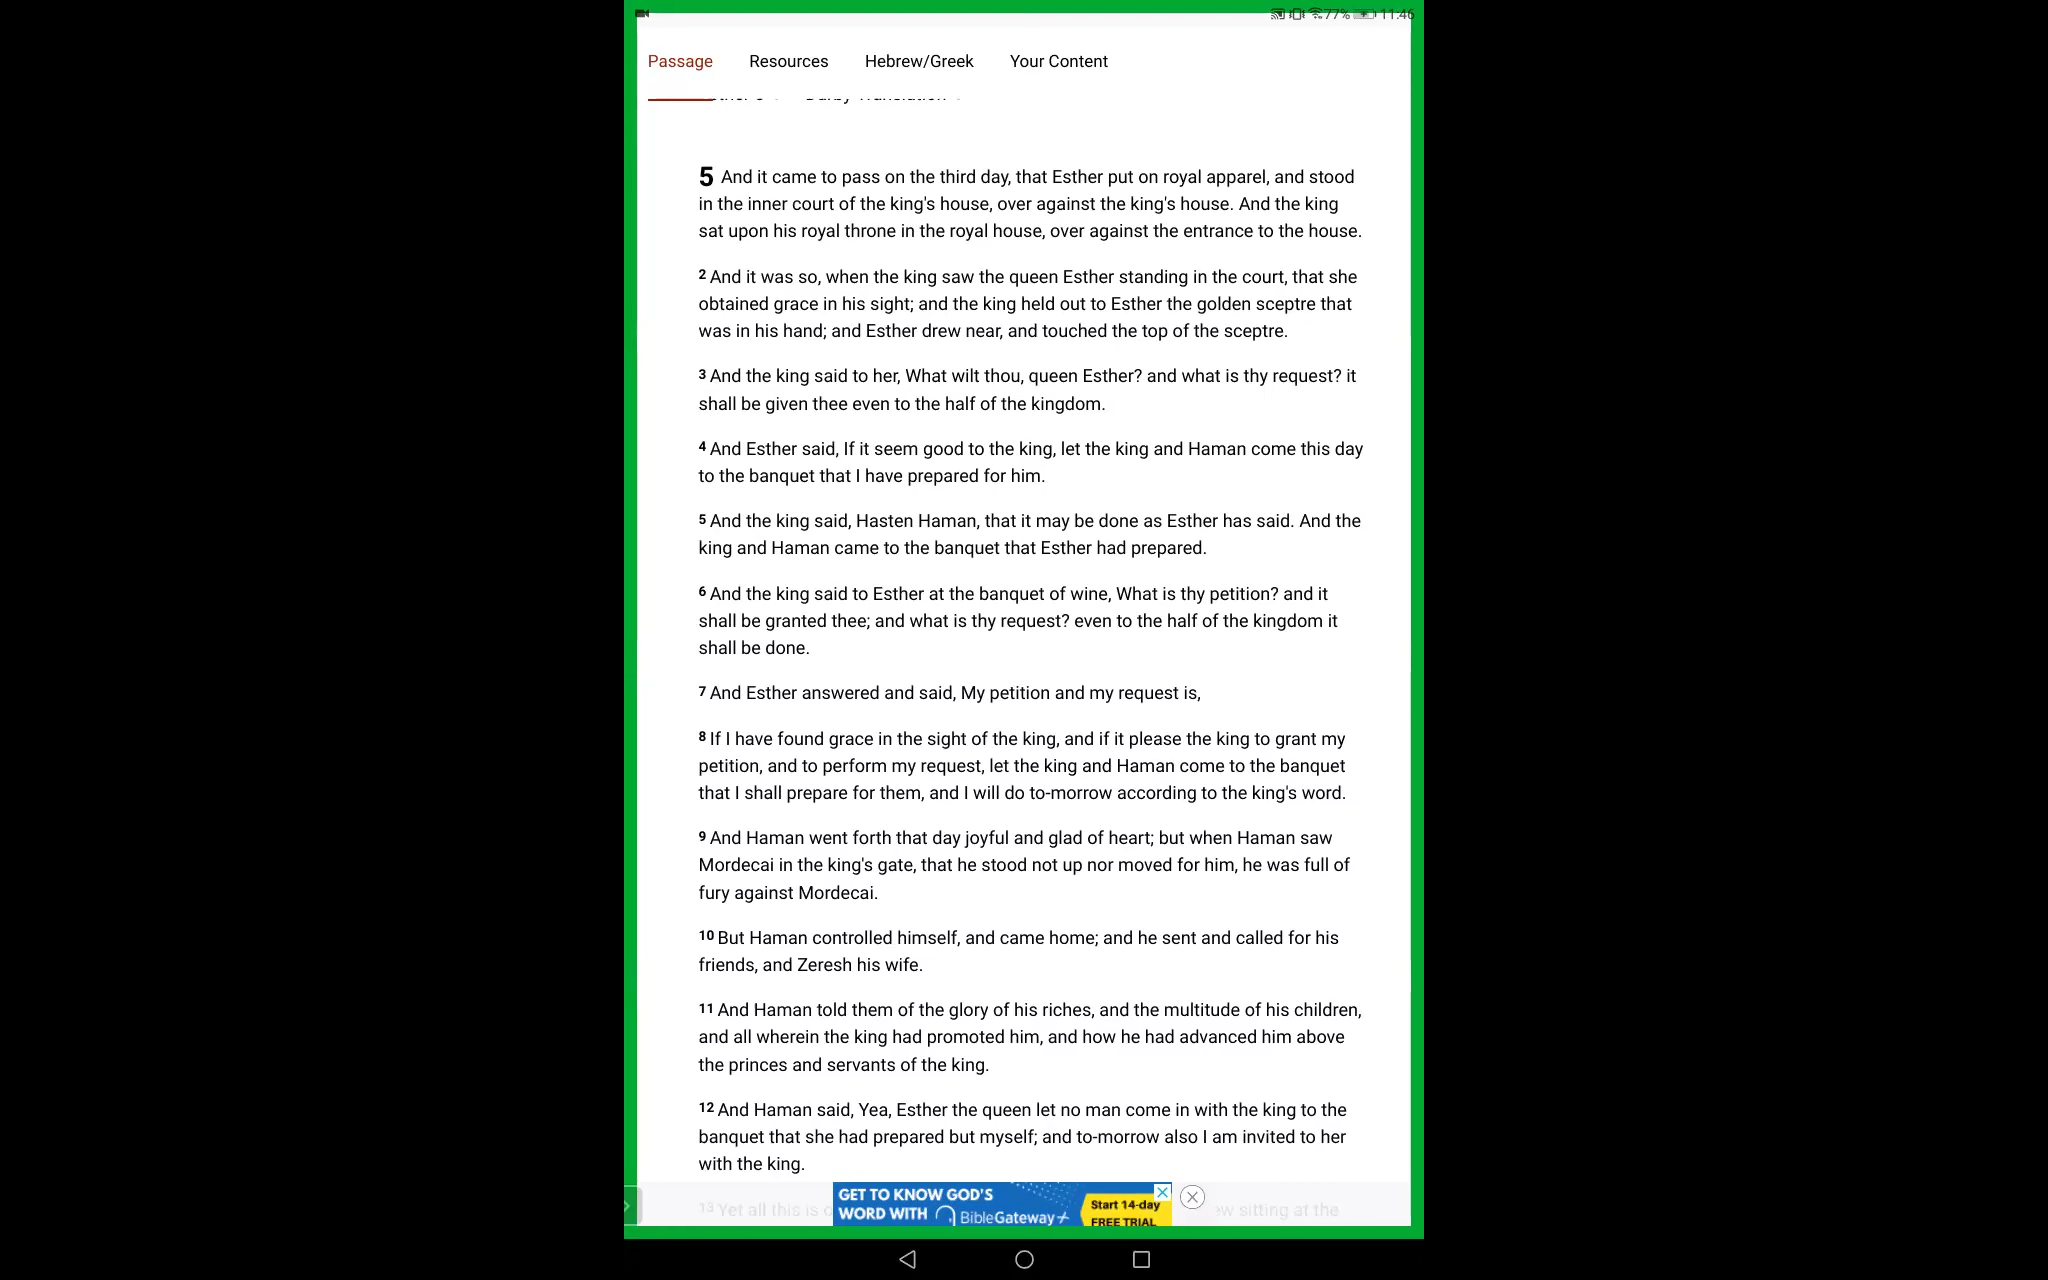 77% 11:46
Passage Resources Hebrew/Greek Your Content
Darby Translation
5 And it came to pass on the third day, that Esther put on royal apparel, and stood
in the inner court of the king's house, over against the king's house. And the king
sat upon his royal throne in the royal house, over against the entrance to the house.
2 And it was so, when the king saw the queen Esther standing in the court, that she
obtained grace in his sight; and the king held out to Esther the golden sceptre that
was in his hand; and Esther drew near, and touched the top of the sceptre.
3 And the king said to her, What wilt thou, queen Esther? and what is thy request? it
shall be given thee even to the half of the kingdom.
4 And Esther said, If it seem good to the king, let the king and Haman come this day
to the banquet that I have prepared for him.
5 And the king said, Hasten Haman, that it may be done as Esther has said. And the
king and Haman came to the banquet that Esther had prepared.
6 And the king said to Esther at the banquet of wine, What is thy petition? and it
shall be granted thee; and what is thy request? even to the half of the kingdom it
shall be done.
7 And Esther answered and said, My petition and my request is,
8 If I have found grace in the sight of the king, and if it please the king to grant my
petition, and to perform my request, let the king and Haman come to the banquet
that I shall prepare for them, and I will do to-morrow according to the king's word.
9 And Haman went forth that day joyful and glad of heart; but when Haman saw
Mordecai in the king's gate, that he stood not up nor moved for him, he was full of
fury against Mordecai.
10 But Haman controlled himself, and came home; and he sent and called for his
friends, and Zeresh his wife.
11 And Haman told them of the glory of his riches, and the multitude of his children,
and all wherein the king had promoted him, and how he had advanced him above
the princes and servants of the king.
12 And Haman said, Yea, Esther the queen let no man come in with the king to the
banquet that she had prepared but myself; and to-morrow also I am invited to her
with the king.
13 Yet all this is sitting at the
GET TO KNOW GOD'S
WORD WITH BibleGateway+
Start 14-day
FREE TRIAL